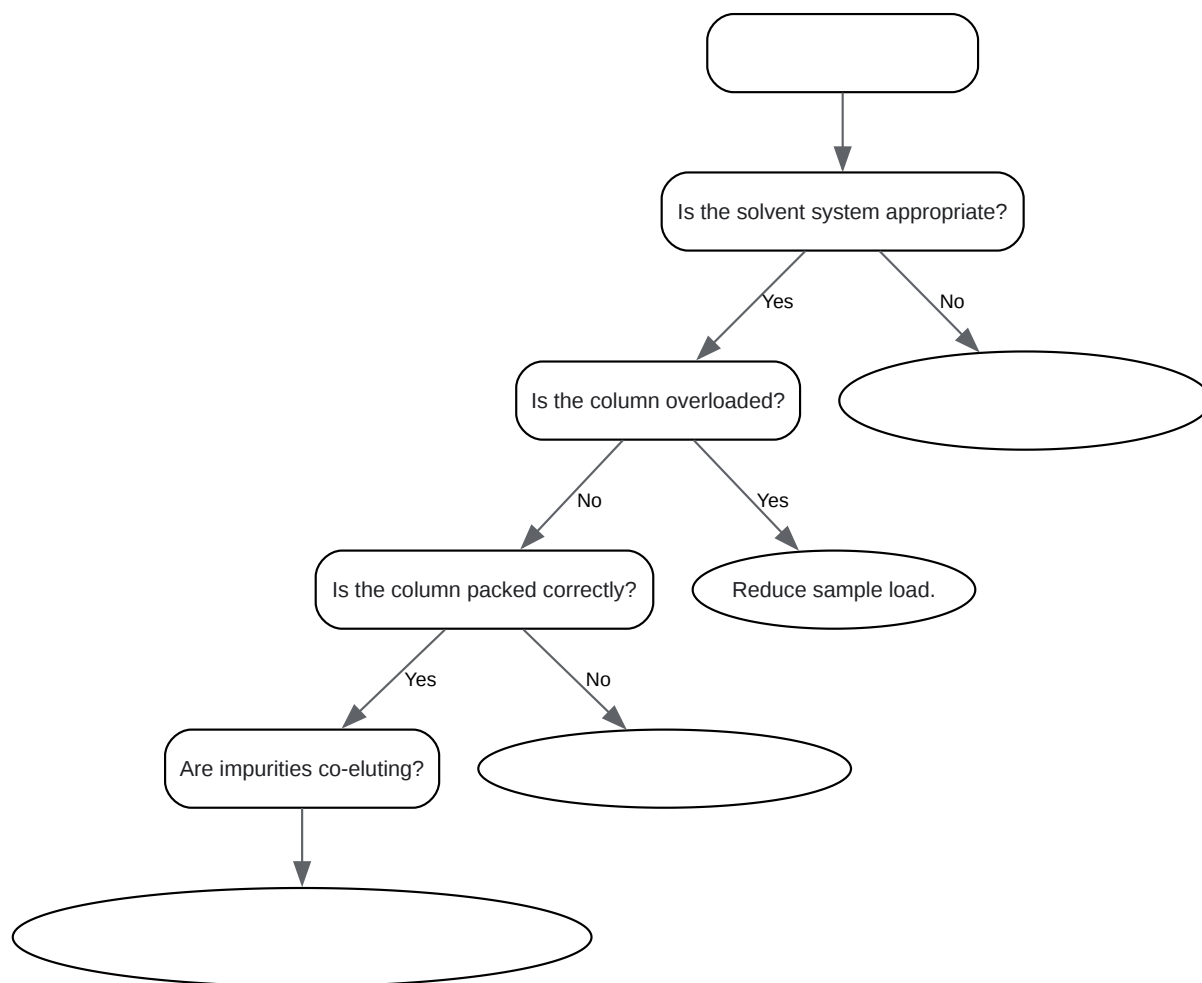 Is the solvent system appropriate?
Yes
No
Is the column overloaded?
No
Yes
Is the column packed correctly?
Reduce sample load.
Yes
No
Are impurities co-eluting?